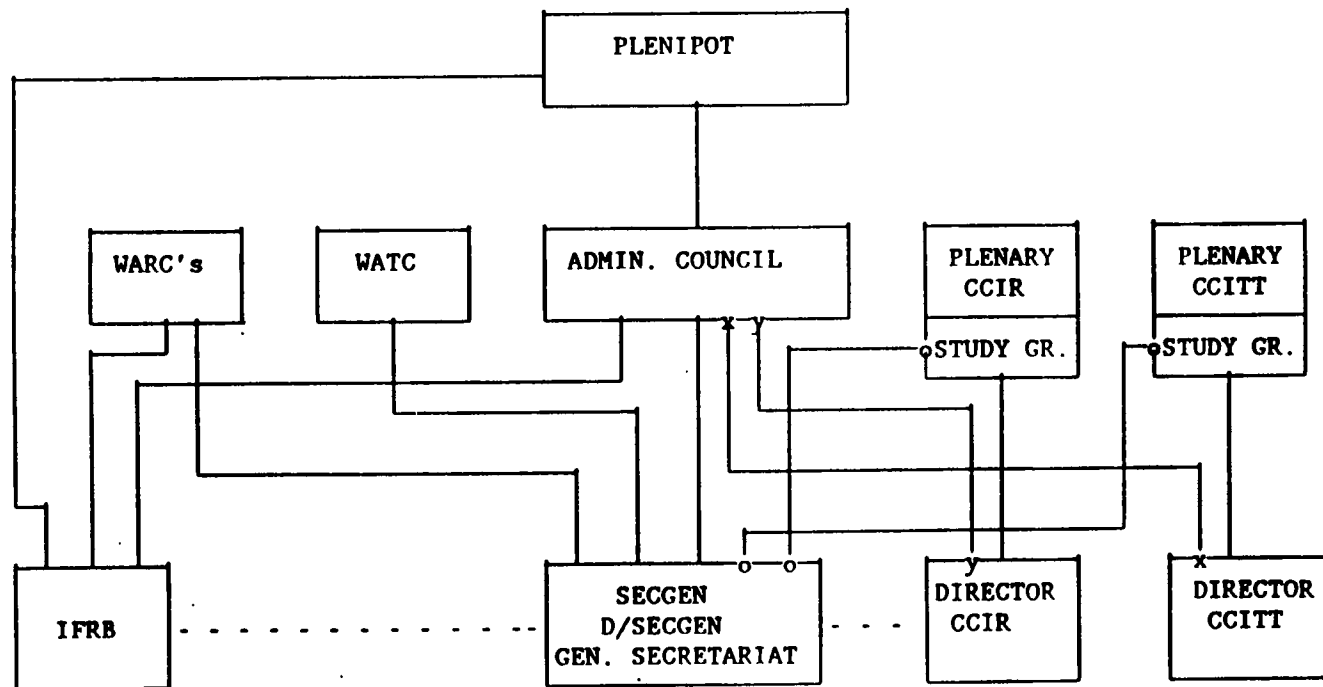 PLENIPOT
WARC's
WATC
ADMIN. COUNCIL
PLENARY
CCIR
STUDY GR.
PLENARY
CCITT
STUDY GR.
x y
o
o
o o
y
x
IFRB
SECGEN
D/SECGEN
GEN. SECRETARIAT
DIRECTOR
CCIR
DIRECTOR
CCITT